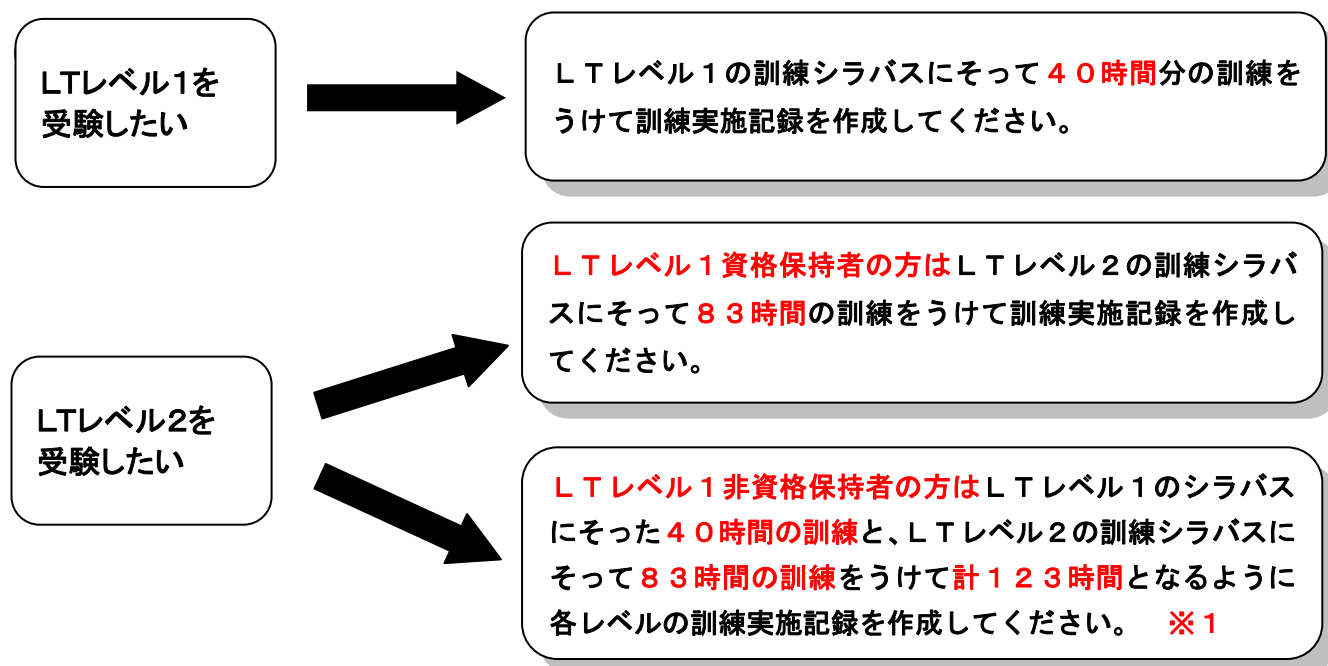 LTレベル1を
受験したい
ＬＴレベル１の訓練シラバスにそって４０時間分の訓練を
うけて訓練実施記録を作成してください。
LTレベル2を
受験したい
ＬＴレベル１資格保持者の方はＬＴレベル２の訓練シラバ
スにそって８３時間の訓練をうけて訓練実施記録を作成し
てください。
ＬＴレベル１非資格保持者の方はＬＴレベル１のシラバス
にそった４０時間の訓練と、ＬＴレベル２の訓練シラバスに
そって８３時間の訓練をうけて計１２３時間となるように
各レベルの訓練実施記録を作成してください。　※１